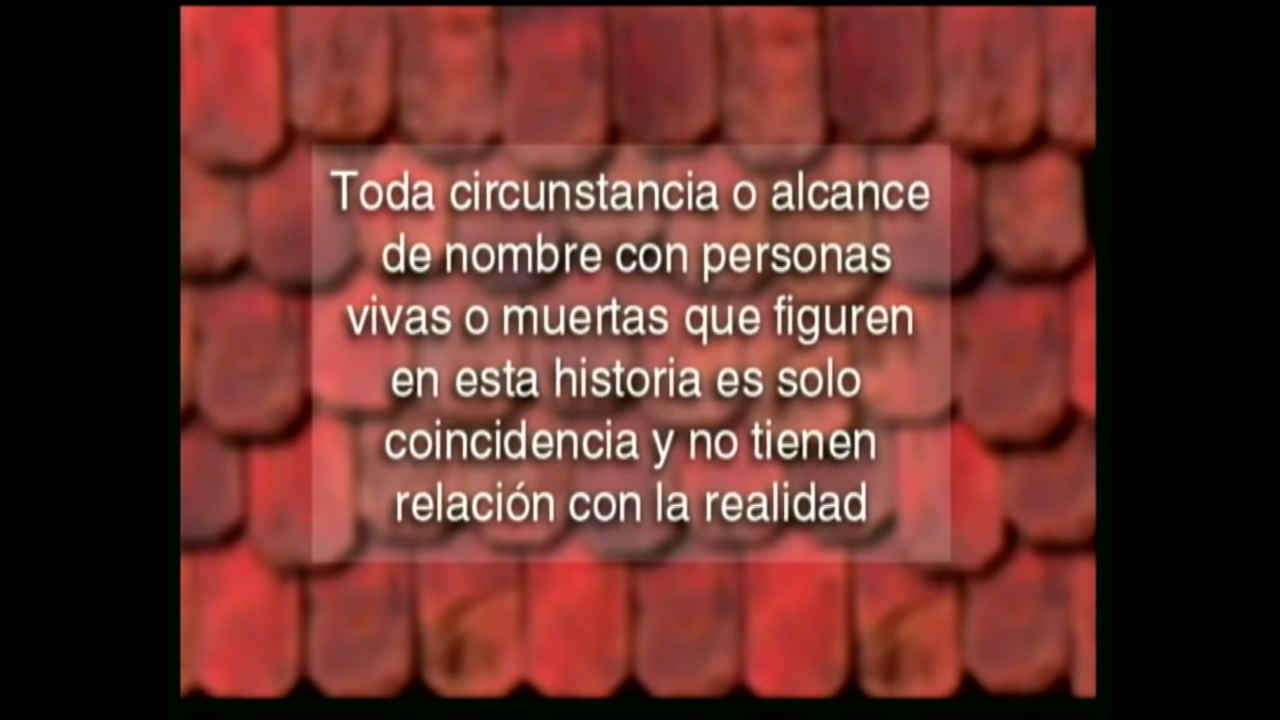 Toda circunstancia o alcance
de nombre con personas
vivas o muertas que figuren
en esta historia es solo
coincidencia y no tienen
relación con la realidad